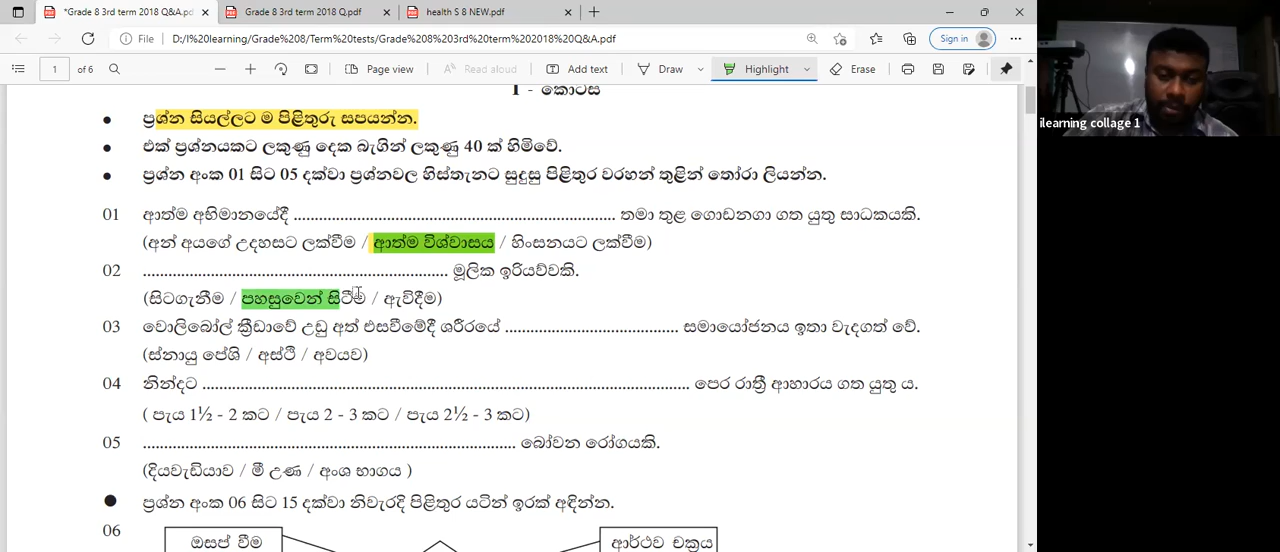 *Grade 8 3rd term 2018 Q&A.pd
Grade 8 3rd term 2018 Q.pdf
health S 8 NEW.pdf
File
D:/I%20learning/Grade%208/Term%20tests/Grade%208%203rd%20term%202018%20Q&A.pdf
Sign in
1 of 6
Page view
Read aloud
Add text
Draw
Highlight
Erase
ilearning collage 1
I - කොටස
● ප්‍රශ්න සියල්ලට ම පිළිතුරු සපයන්න.
● එක් ප්‍රශ්නයකට ලකුණු දෙක බැගින් ලකුණු 40 ක් හිමිවේ.
● ප්‍රශ්න අංක 01 සිට 05 දක්වා ප්‍රශ්නවල හිස්තැනට සුදුසු පිළිතුර වරහන් තුළින් තෝරා ලියන්න.
01 ආත්ම අභිමානයේදී ........................................................................... තමා තුළ ගොඩනගා ගත යුතු සාධකයකි.
(අන් අයගේ උදහසට ලක්වීම / ආත්ම විශ්වාසය / හිංසනයට ලක්වීම)
02 ........................................................................ මූලික ඉරියව්වකි.
(සිටගැනීම / පහසුවෙන් සිටීම / ඇවිදීම)
03 වොලිබෝල් ක්‍රීඩාවේ උඩු අත් එසවීමේදී ශරීරයේ ........................................ සමායෝජනය ඉතා වැදගත් වේ.
(ස්නායු පේශි / අස්ථි / අවයව)
04 නින්දට .................................................................................................................. පෙර රාත්‍රී ආහාරය ගත යුතු ය.
( පැය 1½ - 2 කට / පැය 2 - 3 කට / පැය 2½ - 3 කට)
05 ....................................................................................... බෝවන රෝගයකි.
(දියවැඩියාව / මී උණ / අංශ භාගය )
● ප්‍රශ්න අංක 06 සිට 15 දක්වා නිවැරදි පිළිතුර යටින් ඉරක් අඳින්න.
06
ඔසප් වීම
ආර්ථව චක්‍රය